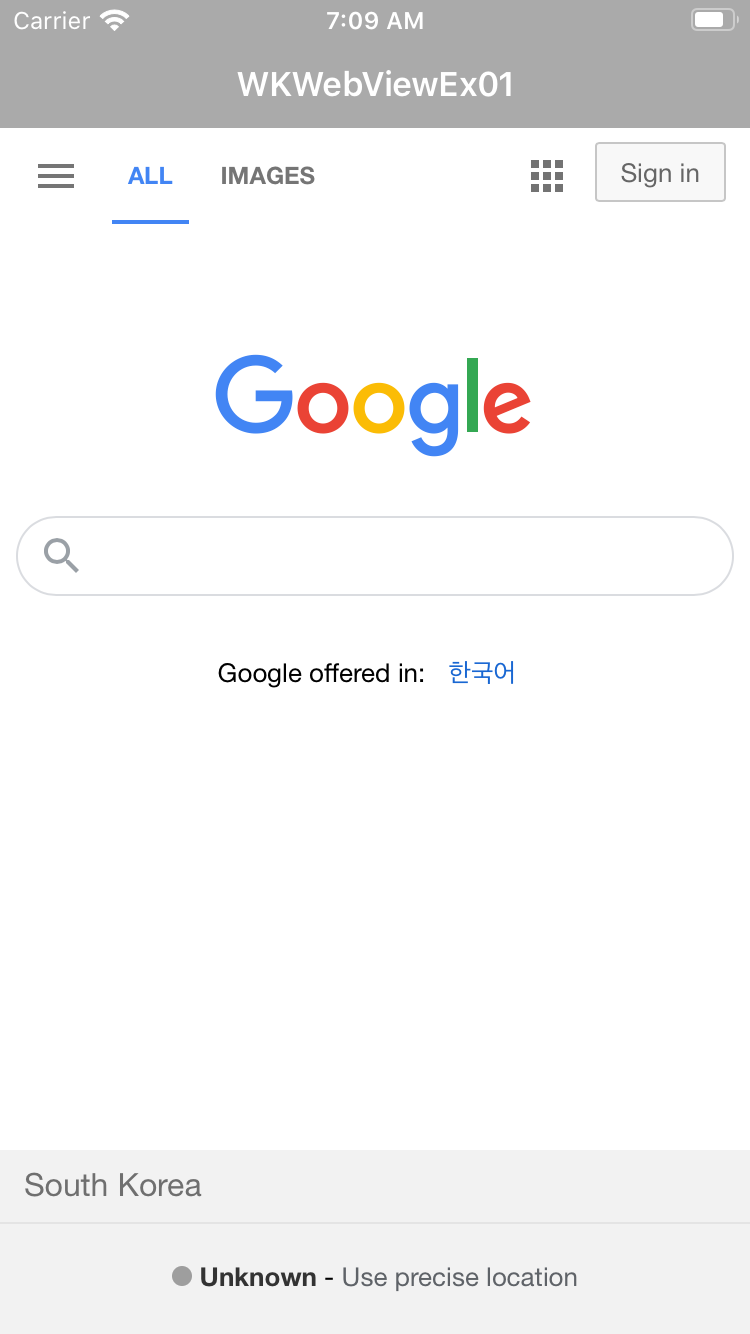 Carrier 7:09 AM
WKWebViewEx01
ALL IMAGES Sign in
Google
Google offered in: 한국어
South Korea
Unknown - Use precise location